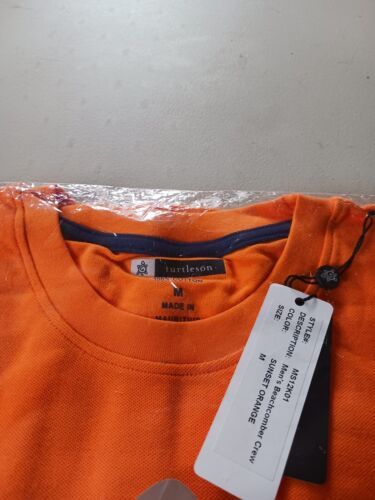 turtleson
M
MADE IN
MAURITIUS
STYLE#: MS12K01
DESCRIPTION: Men's Beachcomber Crew
COLOR: SUNSET ORANGE
SIZE: M